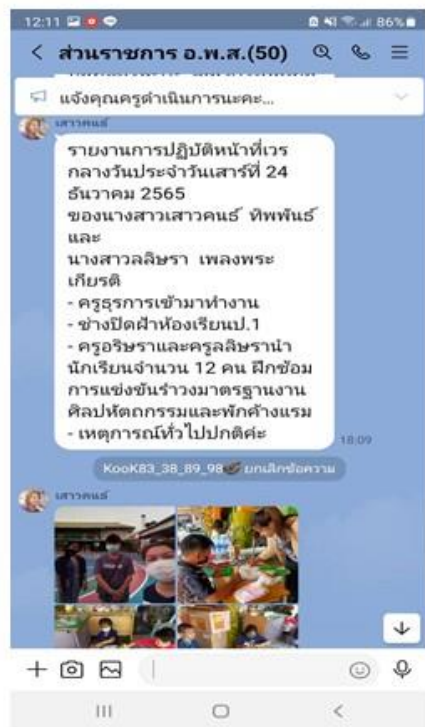 12:11
86%
ส่วนราชการ อ.พ.ส.(50)
แจ้งคุณครูดำเนินการนะคะ...
เสาวคนธ์
รายงานการปฏิบัติหน้าที่เวร
กลางวันประจำวันเสาร์ที่ 24
ธันวาคม 2565
ของนางสาวเสาวคนธ์ ทิพพันธ์
และ
นางสาวลลิษรา เพลงพระ
เกียรติ
- ครูธุรการเข้ามาทำงาน
- ช่างปิดฝ้าห้องเรียนป.1
- ครูอริษราและครูลลิษรานำ
นักเรียนจำนวน 12 คน ฝึกซ้อม
การแข่งขันรำวงมาตรฐานงาน
ศิลปหัตถกรรมและพักค้างแรม
- เหตุการณ์ทั่วไปปกติค่ะ
18:09
KooK83_38_89_98 ยกเลิกข้อความ
เสาวคนธ์